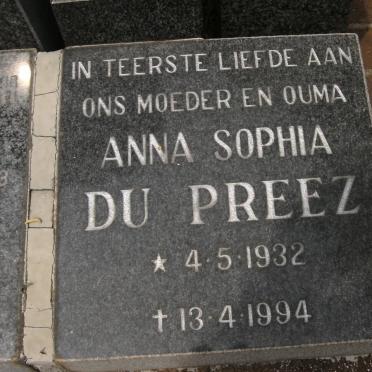 IN TEERSTE LIEFDE AAN
ONS MOEDER EN OUMA
ANNA SOPHIA
DU PREEZ
★ 4·5·1932
✝ 13·4·1994